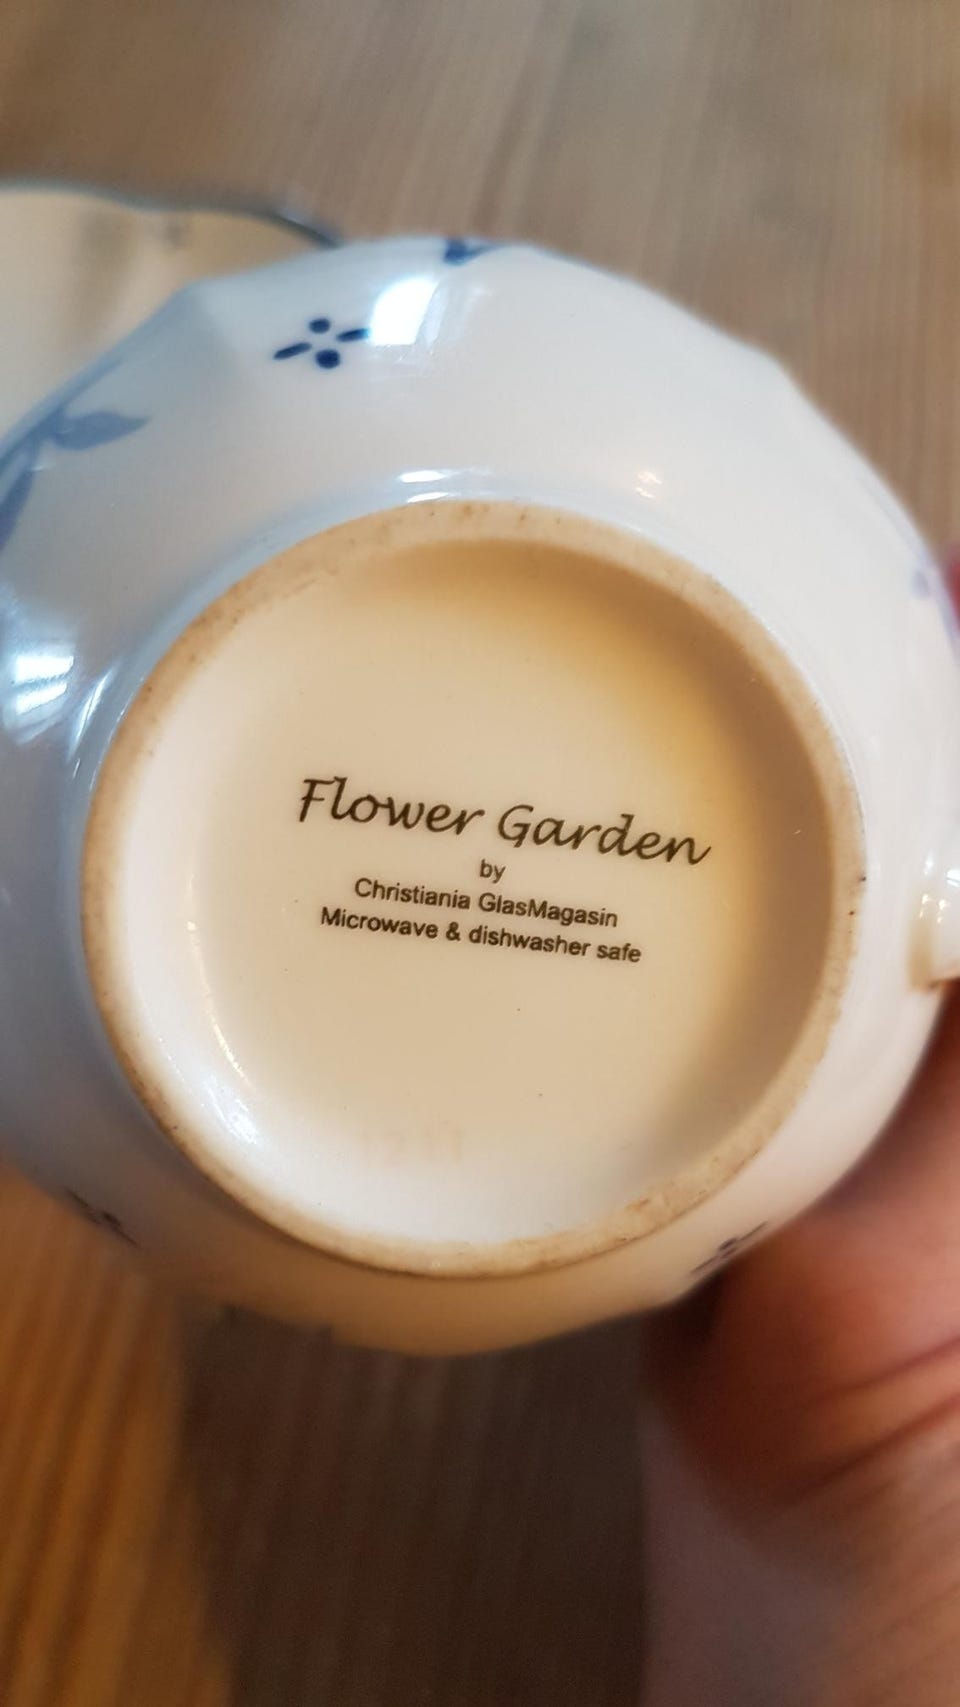 Flower Garden
by
Christiania GlasMagasin
Microwave & dishwasher safe